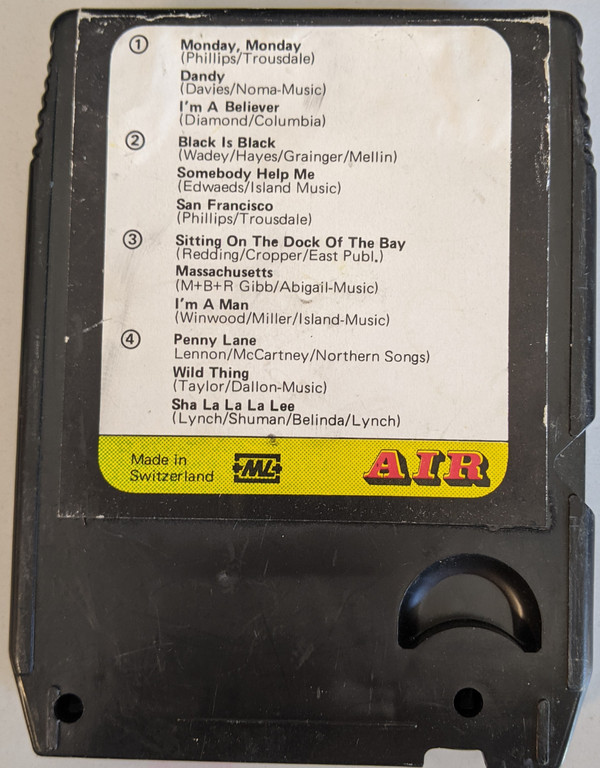 ① Monday, Monday
(Phillips/Trousdale)
Dandy
(Davies/Noma-Music)
I'm A Believer
(Diamond/Columbia)
② Black Is Black
(Wadey/Hayes/Grainger/Mellin)
Somebody Help Me
(Edwaeds/Island Music)
San Francisco
(Phillips/Trousdale)
③ Sitting On The Dock Of The Bay
(Redding/Cropper/East Publ.)
Massachusetts
(M+B+R Gibb/Abigail-Music)
I'm A Man
(Winwood/Miller/Island-Music)
④ Penny Lane
Lennon/McCartney/Northern Songs)
Wild Thing
(Taylor/Dallon-Music)
Sha La La La Lee
(Lynch/Shuman/Belinda/Lynch)
Made in
Switzerland
ML
AIR